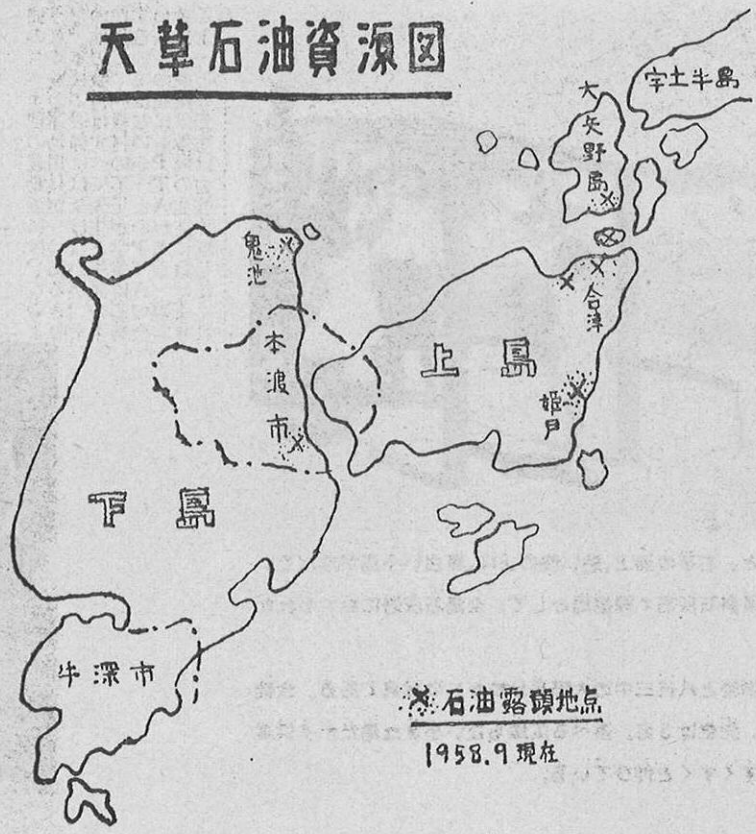 天草石油資源図
宇土半島
大矢野島
鬼池
合津
本渡市
上島
姫戸
下島
牛深市
石油露頭地点
1958.9現在